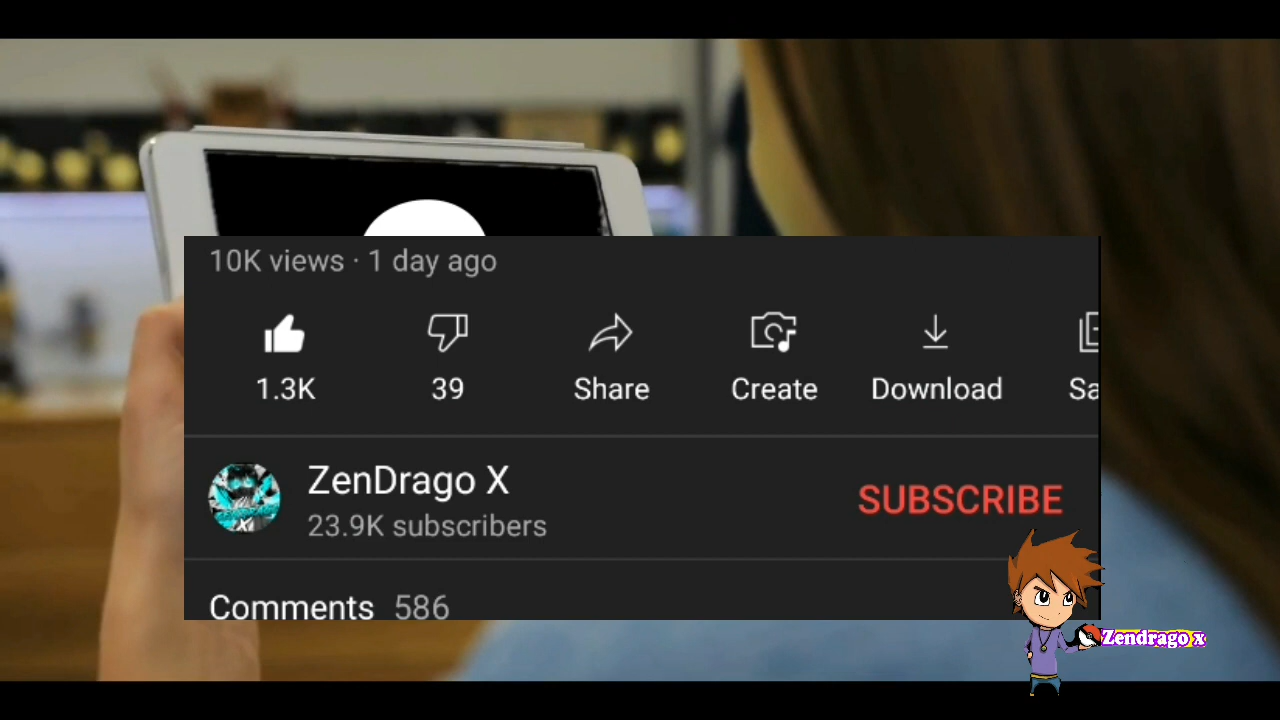 10K views · 1 day ago
1.3K 39 Share Create Download Sa
ZenDrago X
23.9K subscribers
SUBSCRIBE
Comments 586
Zendrago x